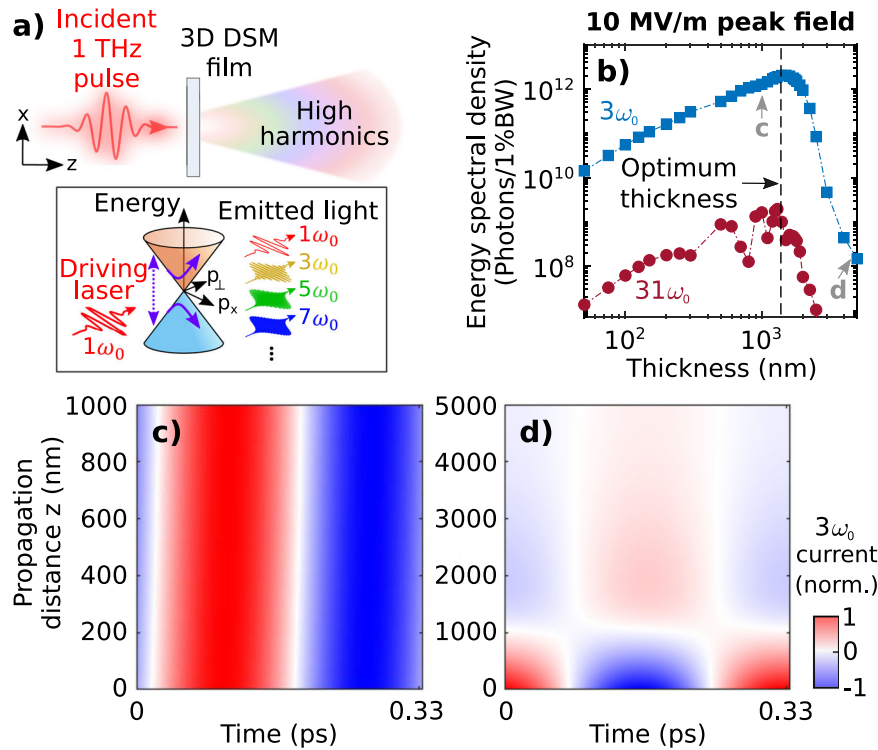 a)
Incident
1 THz
pulse
3D DSM
film
High
harmonics
x
z
Energy
Emitted light
Driving
laser
1ω₀
p⊥
pₓ
1ω₀
3ω₀
5ω₀
7ω₀
⋮
10 MV/m peak field
b)
Energy spectral density
(Photons/1%BW)
10¹²
10¹⁰
10⁸
3ω₀
c
Optimum
thickness
31ω₀
d
10²
10³
Thickness (nm)
c)
Propagation
distance z (nm)
1000
800
600
400
200
0
0
0.33
Time (ps)
d)
5000
4000
3000
2000
1000
0
0
0.33
Time (ps)
3ω₀
current
(norm.)
1
0
-1